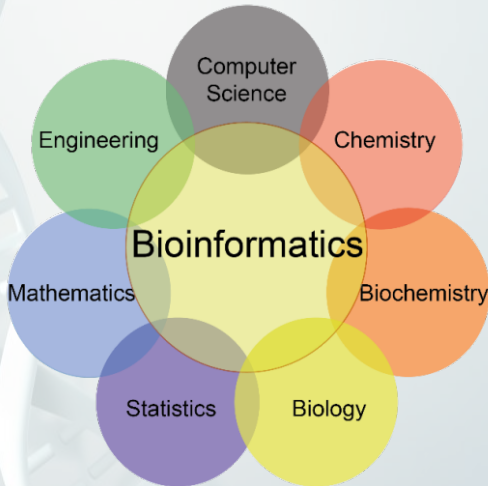 Computer
Science
Engineering
Chemistry
Bioinformatics
Mathematics
Biochemistry
Statistics
Biology